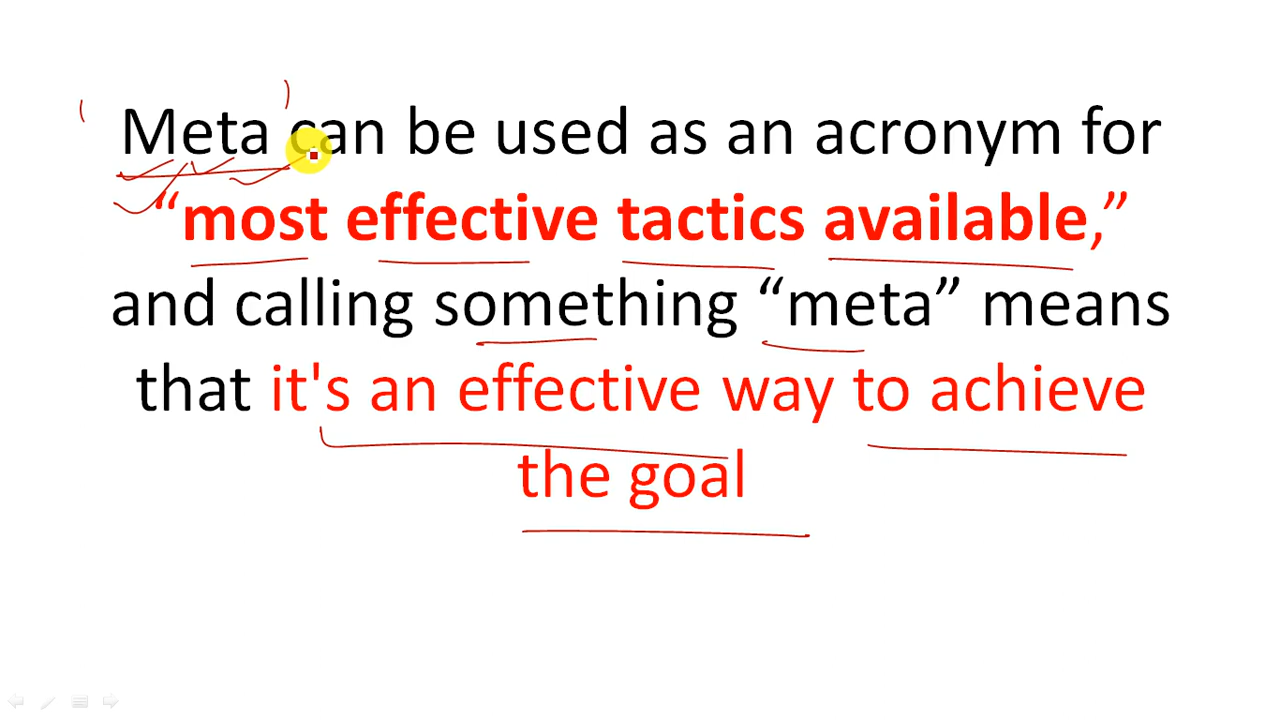 Meta can be used as an acronym for
“most effective tactics available,”
and calling something “meta” means
that it's an effective way to achieve
the goal